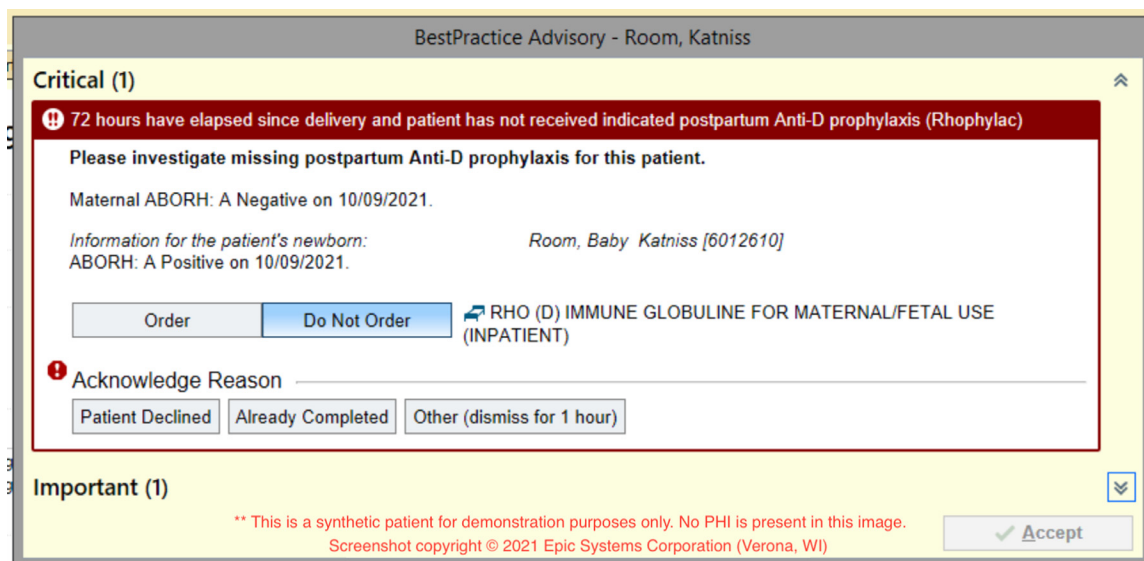 BestPractice Advisory - Room, Katniss
Critical (1)
72 hours have elapsed since delivery and patient has not received indicated postpartum Anti-D prophylaxis (Rhophylac)
Please investigate missing postpartum Anti-D prophylaxis for this patient.
Maternal ABORH: A Negative on 10/09/2021.
Information for the patient's newborn: Room, Baby Katniss [6012610]
ABORH: A Positive on 10/09/2021.
Order Do Not Order RHO (D) IMMUNE GLOBULINE FOR MATERNAL/FETAL USE
(INPATIENT)
Acknowledge Reason
Patient Declined Already Completed Other (dismiss for 1 hour)
Important (1)
** This is a synthetic patient for demonstration purposes only. No PHI is present in this image.
Screenshot copyright © 2021 Epic Systems Corporation (Verona, WI)
Accept